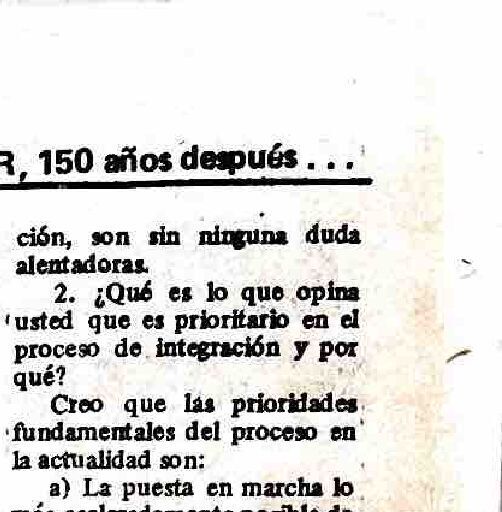 R, 150 años después . . .
ción, son sin ninguna duda
alentadoras.
2. ¿Qué es lo que opina
usted que es prioritario en el
proceso de integración y por
qué?
Creo que las prioridades
fundamentales del proceso en
la actualidad son:
a) La puesta en marcha lo